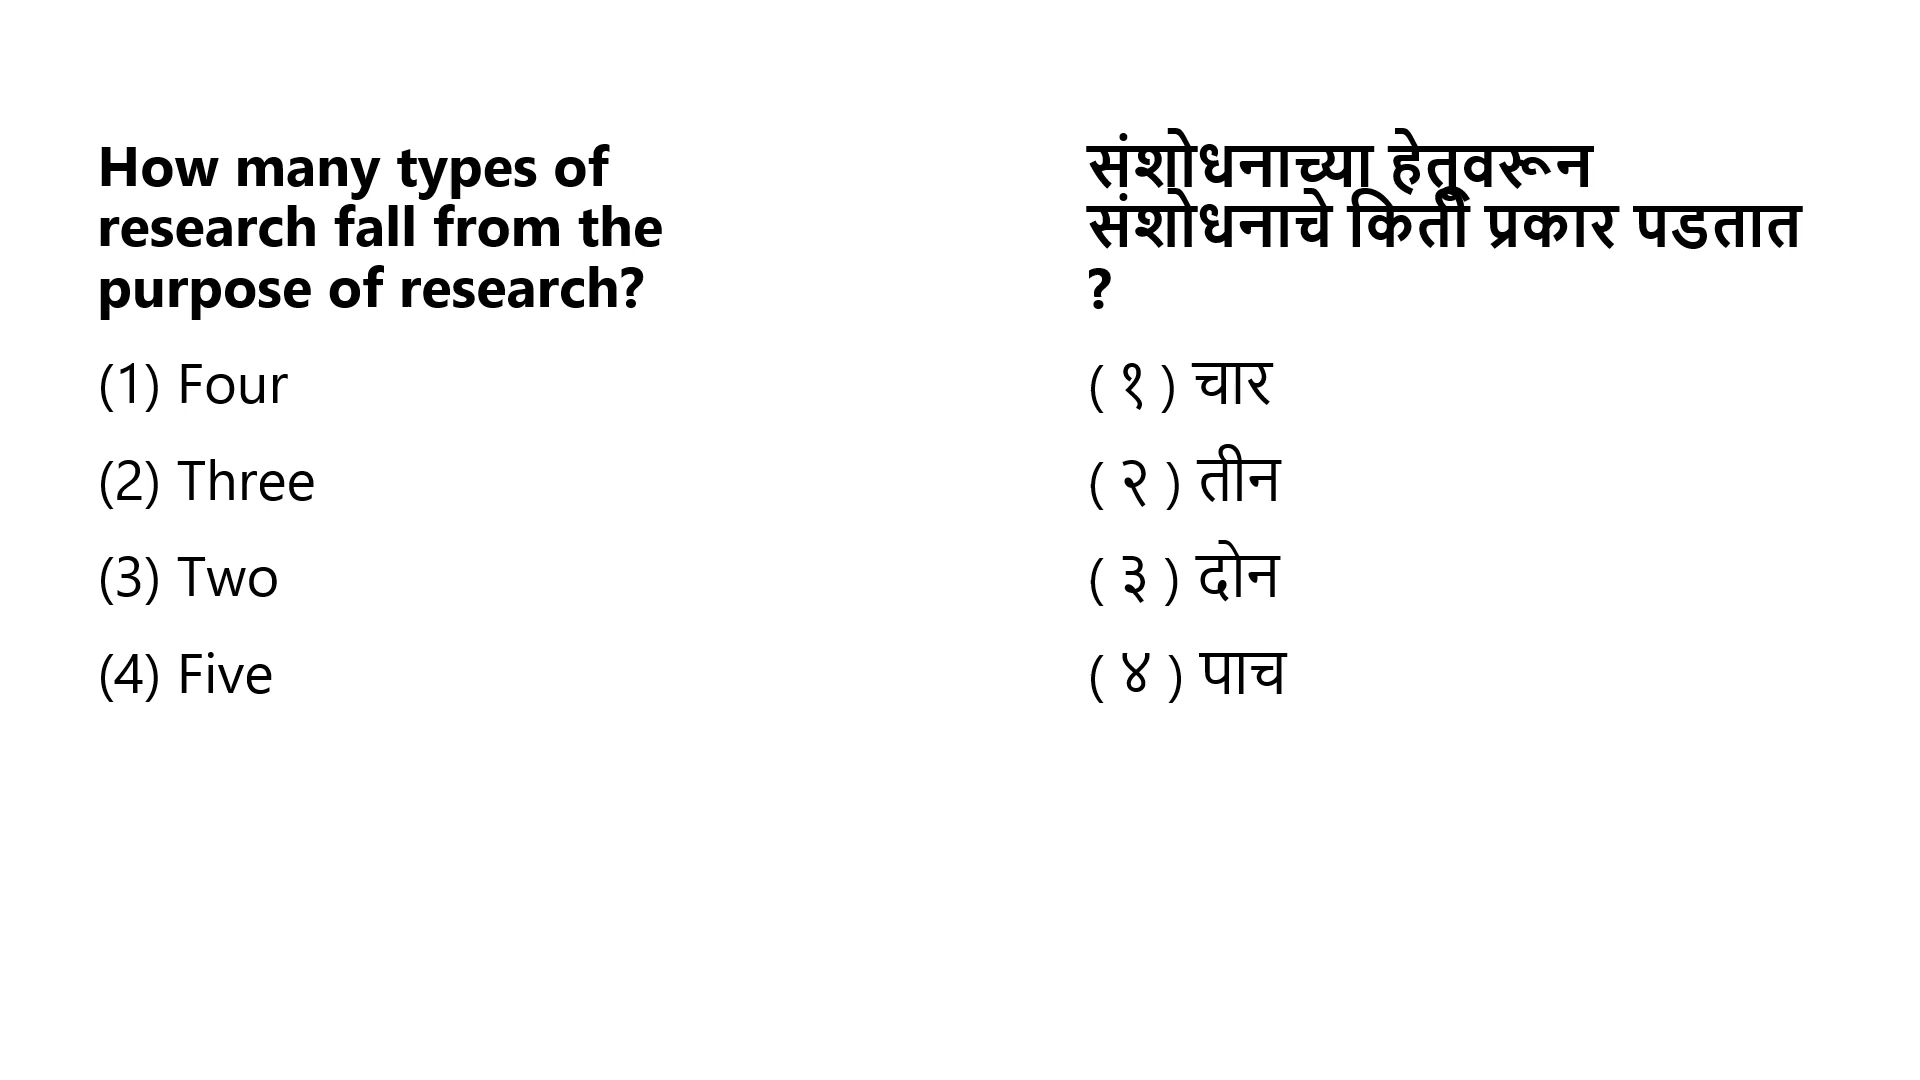 How many types of
research fall from the
purpose of research?
(1) Four
(2) Three
(3) Two
(4) Five
संशोधनाच्या हेतूवरून
संशोधनाचे किती प्रकार पडतात
?
( १ ) चार
( २ ) तीन
( ३ ) दोन
( ४ ) पाच